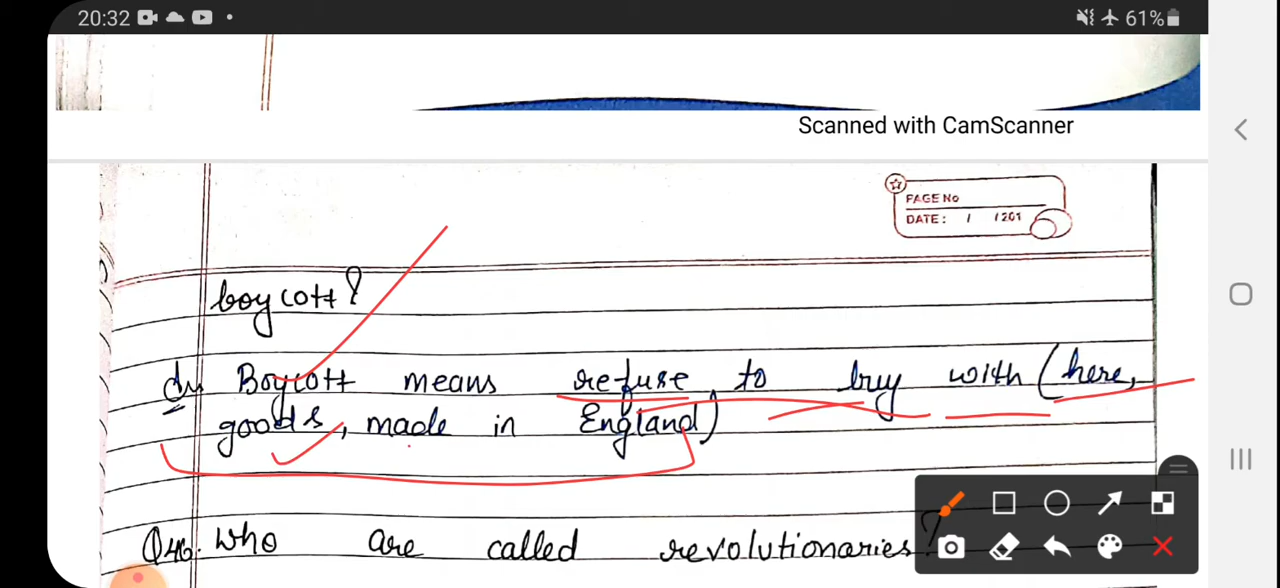 20:32
61%
Scanned with CamScanner
PAGE NO
DATE: / /201
boycott?
Boycott means refuse to buy with (here,
goods, made in England)
Q46. Who are called revolutionaries?